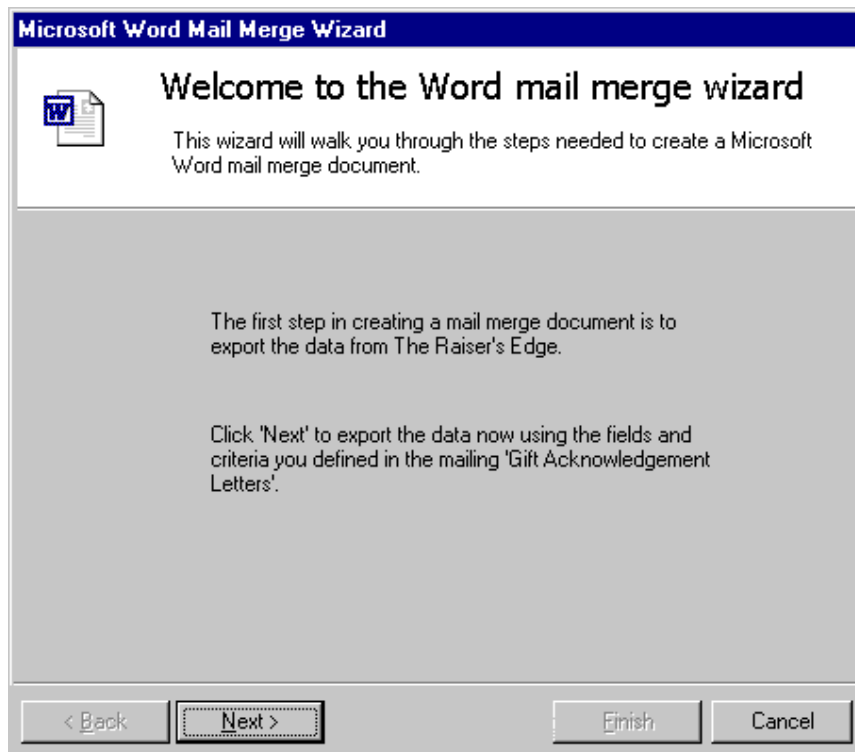 Microsoft Word Mail Merge Wizard
W
Welcome to the Word mail merge wizard
This wizard will walk you through the steps needed to create a Microsoft
Word mail merge document.
The first step in creating a mail merge document is to
export the data from The Raiser's Edge.
Click 'Next' to export the data now using the fields and
criteria you defined in the mailing 'Gift Acknowledgement
Letters'.
< Back Next > Finish Cancel